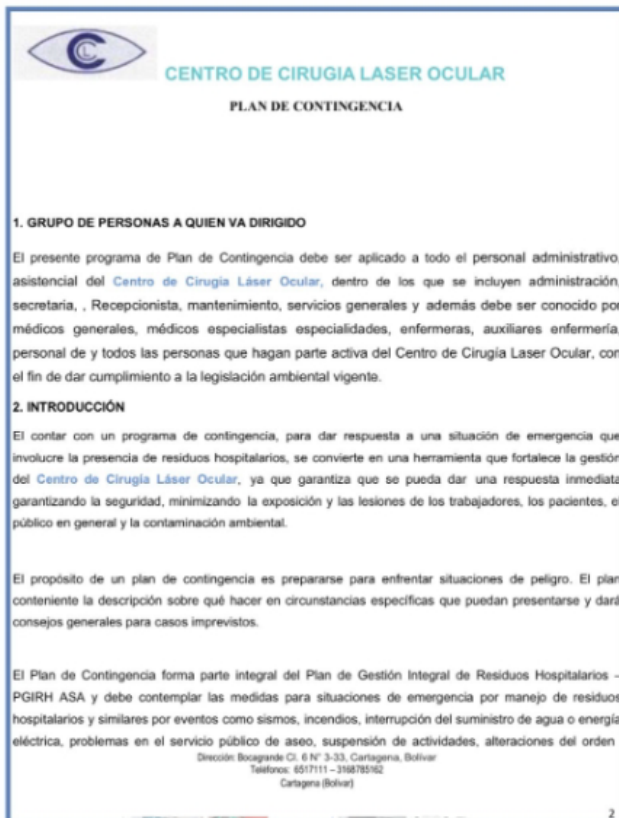 CCL
CENTRO DE CIRUGIA LASER OCULAR
PLAN DE CONTINGENCIA
1. GRUPO DE PERSONAS A QUIEN VA DIRIGIDO
El presente programa de Plan de Contingencia debe ser aplicado a todo el personal administrativo,
asistencial del Centro de Cirugía Láser Ocular, dentro de los que se incluyen administración,
secretaria, , Recepcionista, mantenimiento, servicios generales y además debe ser conocido por
médicos generales, médicos especialistas especialidades, enfermeras, auxiliares enfermería,
personal de y todos las personas que hagan parte activa del Centro de Cirugía Laser Ocular, con
el fin de dar cumplimiento a la legislación ambiental vigente.
2. INTRODUCCIÓN
El contar con un programa de contingencia, para dar respuesta a una situación de emergencia que
involucre la presencia de residuos hospitalarios, se convierte en una herramienta que fortalece la gestión
del Centro de Cirugía Láser Ocular, ya que garantiza que se pueda dar una respuesta inmediata
garantizando la seguridad, minimizando la exposición y las lesiones de los trabajadores, los pacientes, el
público en general y la contaminación ambiental.
El propósito de un plan de contingencia es prepararse para enfrentar situaciones de peligro. El plan
conteniente la descripción sobre qué hacer en circunstancias específicas que puedan presentarse y dará
consejos generales para casos imprevistos.
El Plan de Contingencia forma parte integral del Plan de Gestión Integral de Residuos Hospitalarios –
PGIRH ASA y debe contemplar las medidas para situaciones de emergencia por manejo de residuos
hospitalarios y similares por eventos como sismos, incendios, interrupción del suministro de agua o energía
eléctrica, problemas en el servicio público de aseo, suspensión de actividades, alteraciones del orden
Dirección: Bocagrande Cl. 6 N° 3-33, Cartagena, Bolivar
Teléfonos: 6517111 – 3168785162
Cartagena (Bolivar)
2